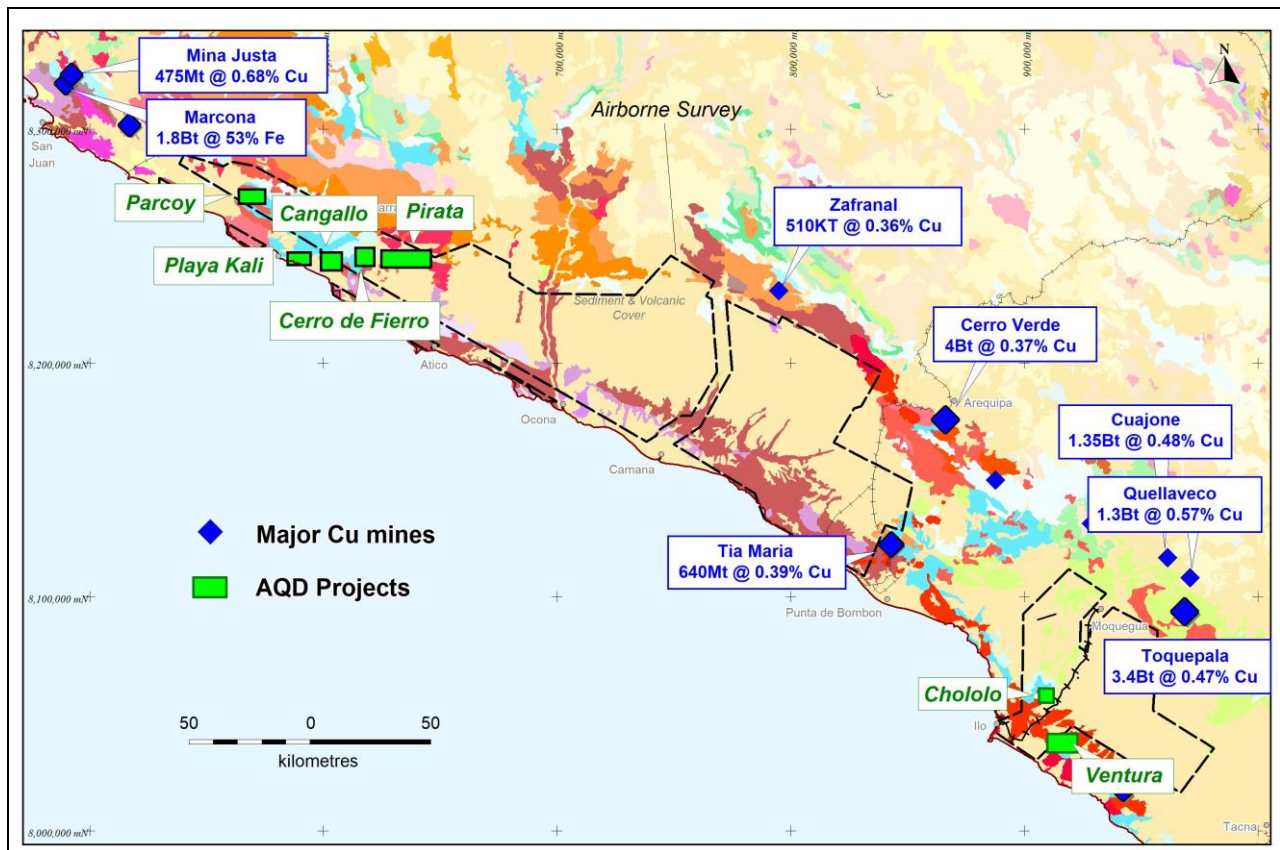 Mina Justa
475Mt @ 0.68% Cu
Marcona
1.8Bt @ 53% Fe
700,000 m
800,000 m
900,000 m
N
Airborne Survey
8,300,000 mN
San
Juan
Parcoy
Cangallo
Pirata
Playa Kali
Cerro de Fierro
Zafranal
510KT @ 0.36% Cu
Sediment & Volcanic
Cover
Cerro Verde
4Bt @ 0.37% Cu
8,200,000 mN
Atico
Ocona
Arequipa
Camana
Cuajone
1.35Bt @ 0.48% Cu
Quellaveco
1.3Bt @ 0.57% Cu
Major Cu mines
AQD Projects
Tia Maria
640Mt @ 0.39% Cu
8,100,000 mN
Punta de Bombon
Moquegua
Toquepala
3.4Bt @ 0.47% Cu
Chololo
Ilo
50 0 50
kilometres
Ventura
8,000,000 mN
Tacna